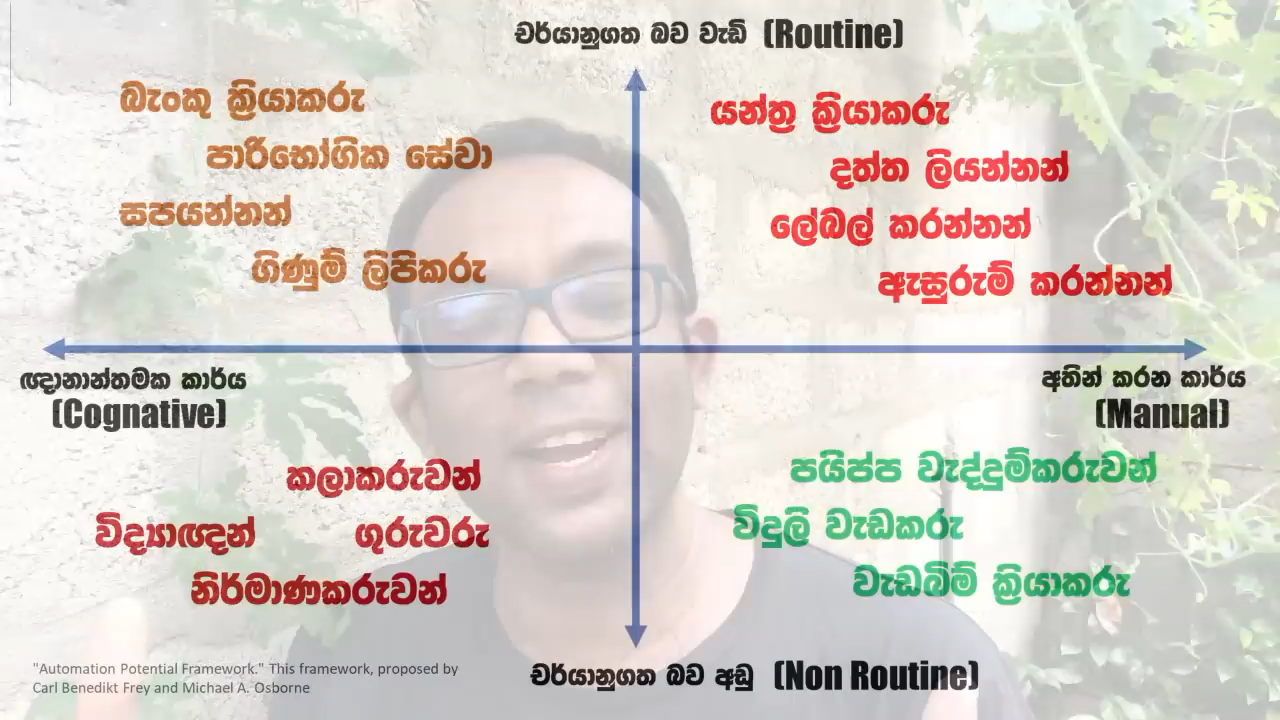 චර්යානුගත බව වැඩි (Routine)
බැංකු ක්‍රියාකරු
පාරිභෝගික සේවා
සපයන්නන්
ගිණුම් ලිපිකරු
යන්ත්‍ර ක්‍රියාකරු
දත්ත ලියන්නන්
ලේබල් කරන්නන්
ඇසුරුම් කරන්නන්
ඥානාන්තමක කාර්ය
(Cognative)
අතින් කරන කාර්ය
(Manual)
කලාකරුවන්
විද්‍යාඥන් ගුරුවරු
නිර්මාණකරුවන්
පයිප්ප වැද්දුම්කරුවන්
විදුලි වැඩකරු
වැඩබිම් ක්‍රියාකරු
"Automation Potential Framework." This framework, proposed by
Carl Benedikt Frey and Michael A. Osborne
චර්යානුගත බව අඩු (Non Routine)